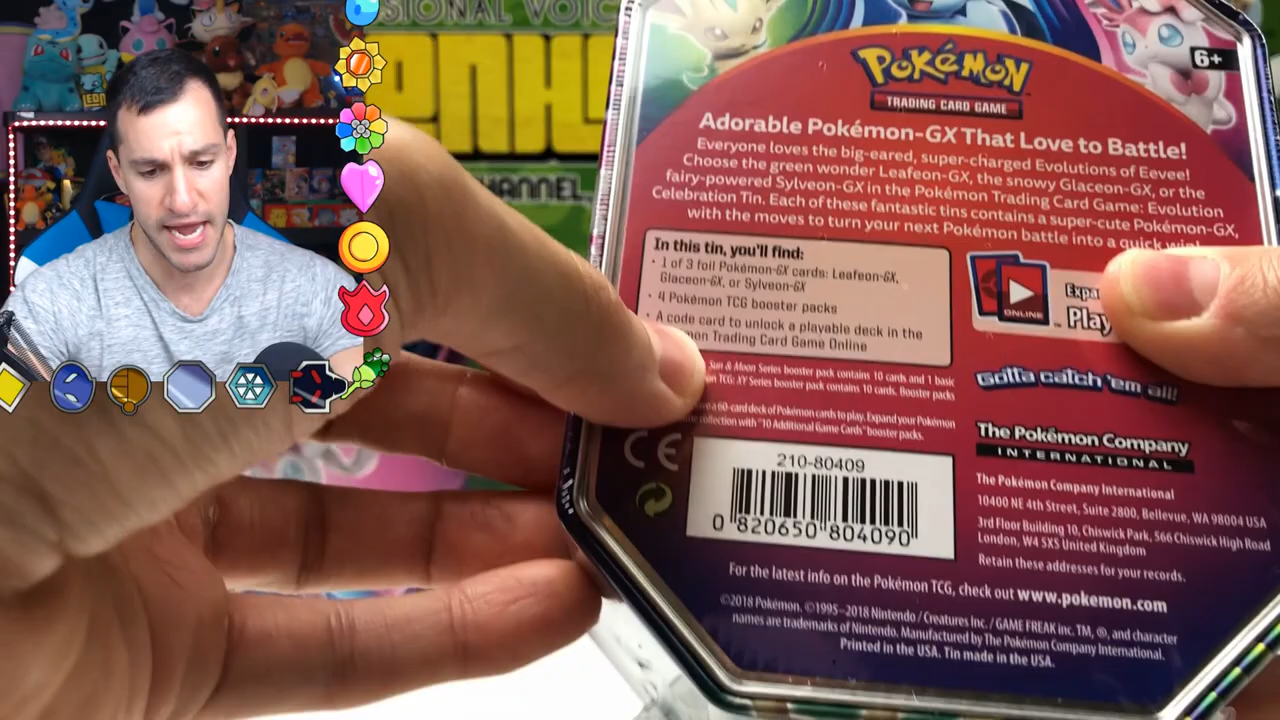 SIONAL VOIC
CHANNEL,
POKéMON
TRADING CARD GAME
6+
Adorable Pokémon-GX That Love to Battle!
Everyone loves the big-eared, super-charged Evolutions of Eevee!
Choose the green wonder Leafeon-GX, the snowy Glaceon-GX, or the
fairy-powered Sylveon-GX in the Pokémon Trading Card Game: Evolution
Celebration Tin. Each of these fantastic tins contains a super-cute Pokémon-GX,
with the moves to turn your next Pokémon battle into a quick win!
In this tin, you'll find:
• 1 of 3 foil Pokémon-GX cards: Leafeon-GX,
Glaceon-GX, or Sylveon-GX
• 4 Pokémon TCG booster packs
• A code card to unlock a playable deck in the
mon Trading Card Game Online
ONLINE
Expa
Play
Sun & Moon Series booster pack contains 10 cards and 1 basic
on TCG: XY Series booster pack contains 10 cards. Booster packs
ve a 60-card deck of Pokémon cards to play. Expand your Pokémon
collection with "10 Additional Game Cards" booster packs.
Gotta catch 'em all!
CE
210-80409
0 820650 804090
The Pokémon Company
INTERNATIONAL
The Pokémon Company International
10400 NE 4th Street, Suite 2800, Bellevue, WA 98004 USA
3rd Floor Building 10, Chiswick Park, 566 Chiswick High Road
London, W4 5XS United Kingdom
Retain these addresses for your records.
For the latest info on the Pokémon TCG, check out www.pokemon.com
©2018 Pokémon. ©1995–2018 Nintendo / Creatures Inc. / GAME FREAK inc. TM, ®, and character
names are trademarks of Nintendo. Manufactured by The Pokémon Company International.
Printed in the USA. Tin made in the USA.